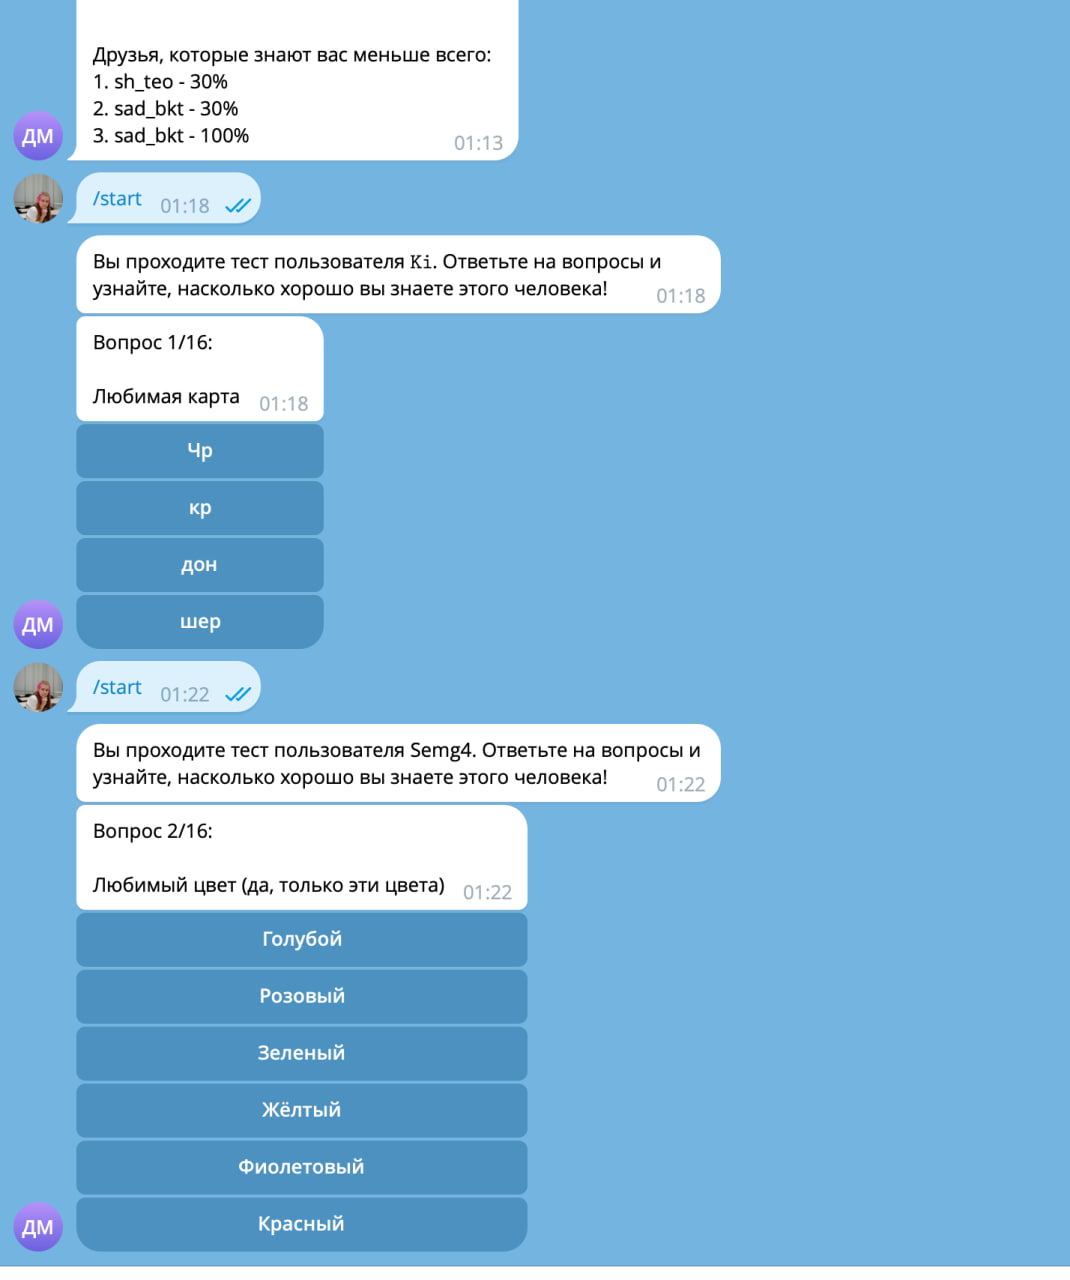 Друзья, которые знают вас меньше всего:
1. sh_teo - 30%
2. sad_bkt - 30%
3. sad_bkt - 100%
01:13
ДМ
/start 01:18
Вы проходите тест пользователя Ki. Ответьте на вопросы и
узнайте, насколько хорошо вы знаете этого человека!
01:18
Вопрос 1/16:
Любимая карта
01:18
Чр
кр
дон
шер
ДМ
/start 01:22
Вы проходите тест пользователя Semg4. Ответьте на вопросы и
узнайте, насколько хорошо вы знаете этого человека!
01:22
Вопрос 2/16:
Любимый цвет (да, только эти цвета)
01:22
Голубой
Розовый
Зеленый
Жёлтый
Фиолетовый
Красный
ДМ